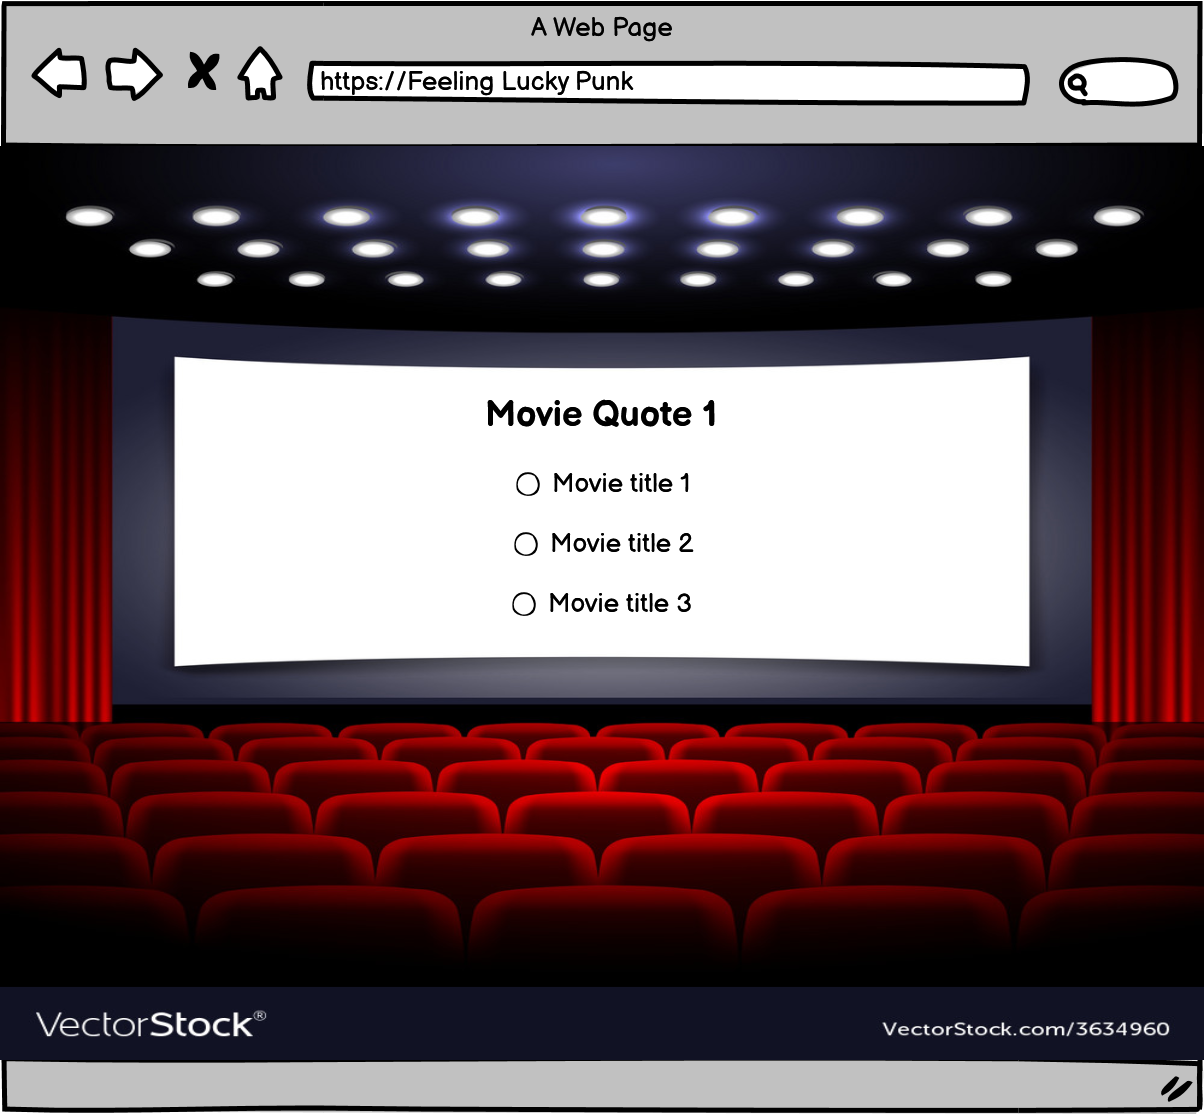 A Web Page
https://Feeling Lucky Punk
Movie Quote 1
Movie title 1
Movie title 2
Movie title 3
VectorStock®
VectorStock.com/3634960